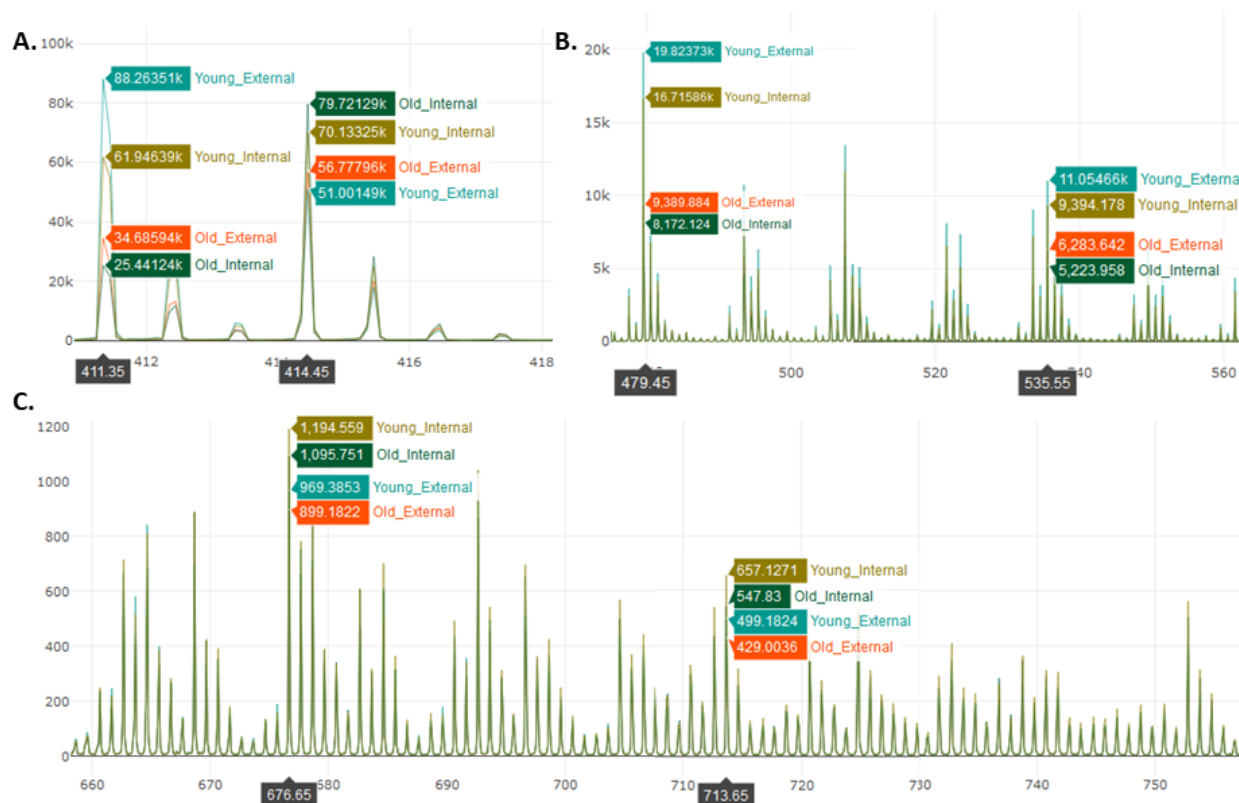 A.
100k
80k
60k
40k
20k
0
88.26351k Young_External
61.94639k Young_Internal
34.68594k Old_External
25.44124k Old_Internal
79.72129k Old_Internal
70.13325k Young_Internal
56.77796k Old_External
51.00149k Young_External
412
416
418
411.35
414.45
B.
20k
15k
10k
5k
0
19.82373k Young_External
16.71586k Young_Internal
9,389.884 Old_External
8,172.124 Old_Internal
11.05466k Young_Externa
9,394.178 Young_Internal
6,283.642 Old_External
5,223.958 Old_Internal
500
520
560
479.45
535.55
C.
1200
1000
800
600
400
200
0
1,194.559 Young_Internal
1,095.751 Old_Internal
969.3853 Young_External
899.1822 Old_External
657.1271 Young_Internal
547.83 Old_Internal
499.1824 Young_External
429.0036 Old_External
660
670
680
690
700
710
720
730
740
750
676.65
713.65